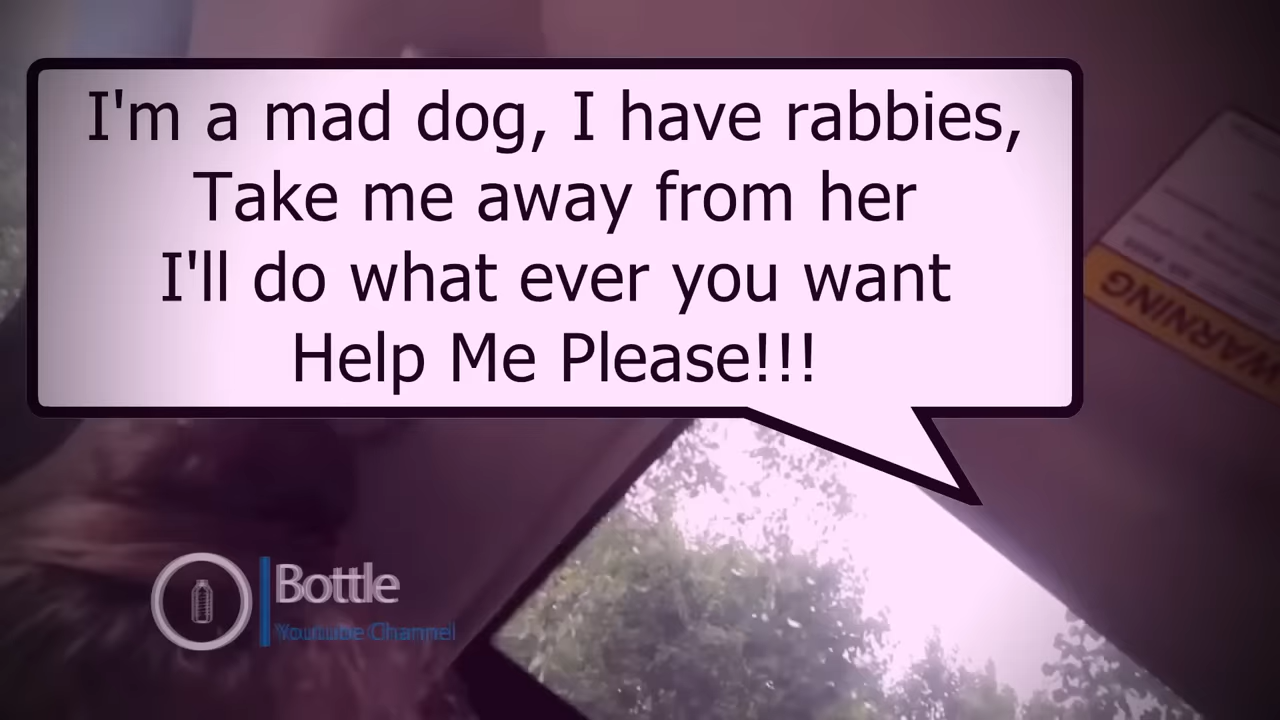 I'm a mad dog, I have rabbies,
Take me away from her
I'll do what ever you want
Help Me Please!!!
WARNING
Bottle
Youtube Channel